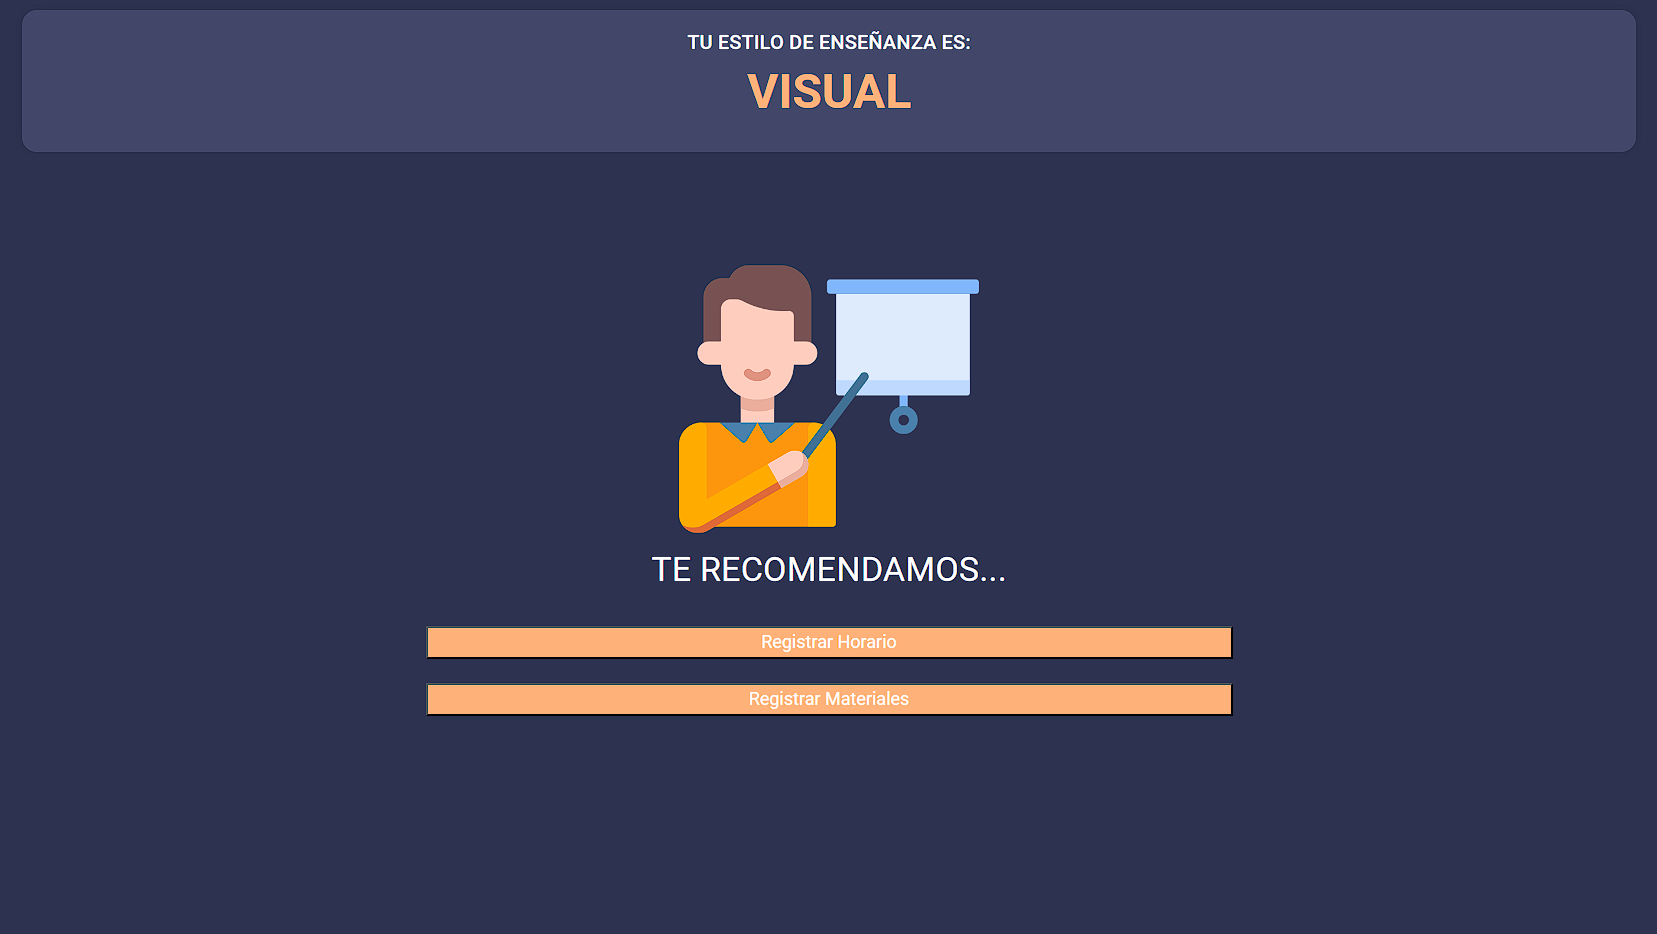 TU ESTILO DE ENSEÑANZA ES:
VISUAL
TE RECOMENDAMOS...
Registrar Horario
Registrar Materiales